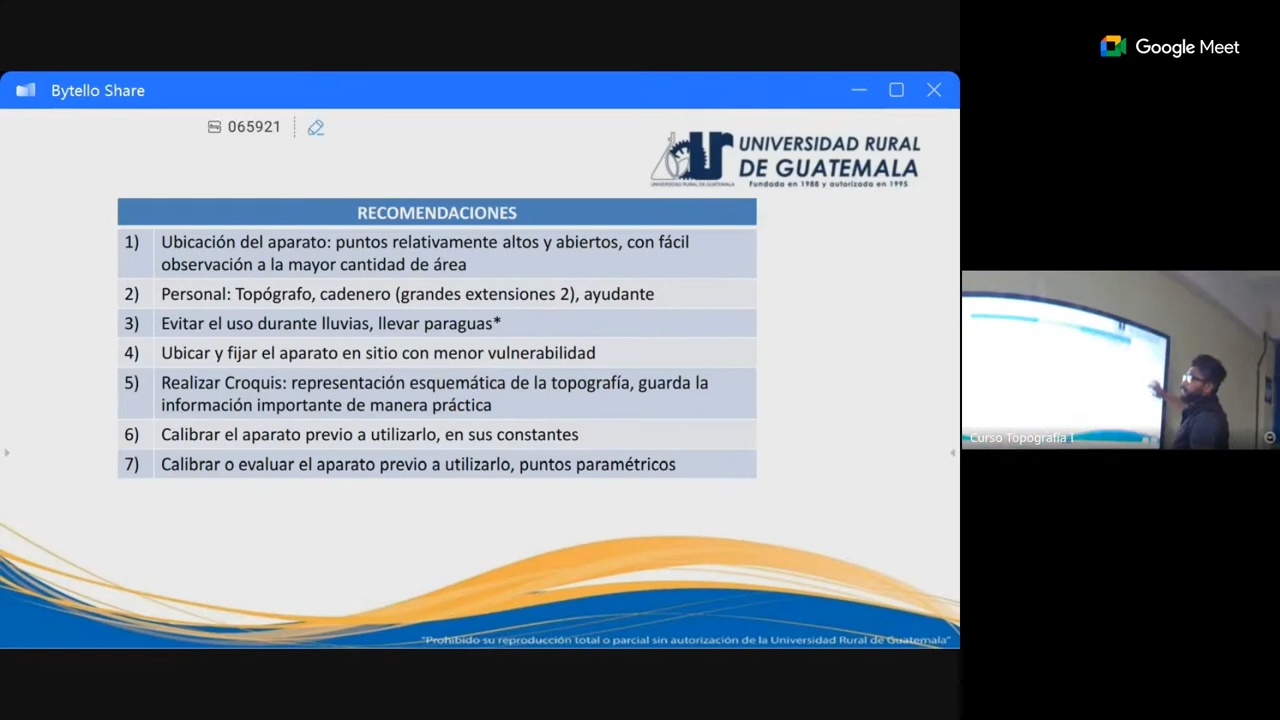 Google Meet
Bytello Share
065921
UNIVERSIDAD RURAL
DE GUATEMALA
Fundada en 1988 y autorizada en 1995
UNIVERSIDAD RURAL DE GUATEMALA
RECOMENDACIONES
1) Ubicación del aparato: puntos relativamente altos y abiertos, con fácil
observación a la mayor cantidad de área
2) Personal: Topógrafo, cadenero (grandes extensiones 2), ayudante
3) Evitar el uso durante lluvias, llevar paraguas*
4) Ubicar y fijar el aparato en sitio con menor vulnerabilidad
5) Realizar Croquis: representación esquemática de la topografía, guarda la
información importante de manera práctica
6) Calibrar el aparato previo a utilizarlo, en sus constantes
7) Calibrar o evaluar el aparato previo a utilizarlo, puntos paramétricos
Curso Topografía I
"Prohibido su reproducción total o parcial sin autorización de la Universidad Rural de Guatemala"